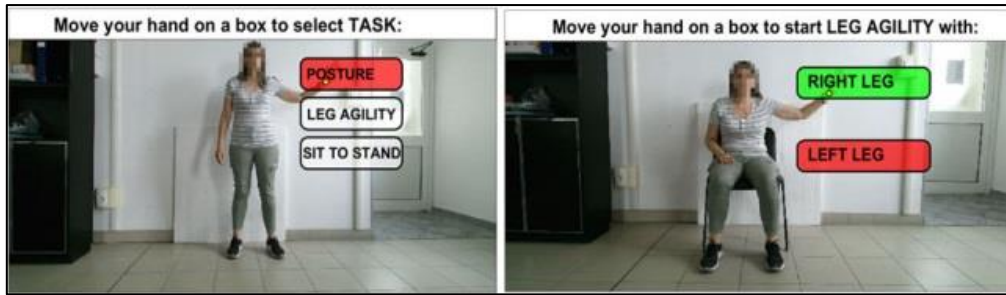 Move your hand on a box to select TASK:
POSTURE
LEG AGILITY
SIT TO STAND
Move your hand on a box to start LEG AGILITY with:
RIGHT LEG
LEFT LEG